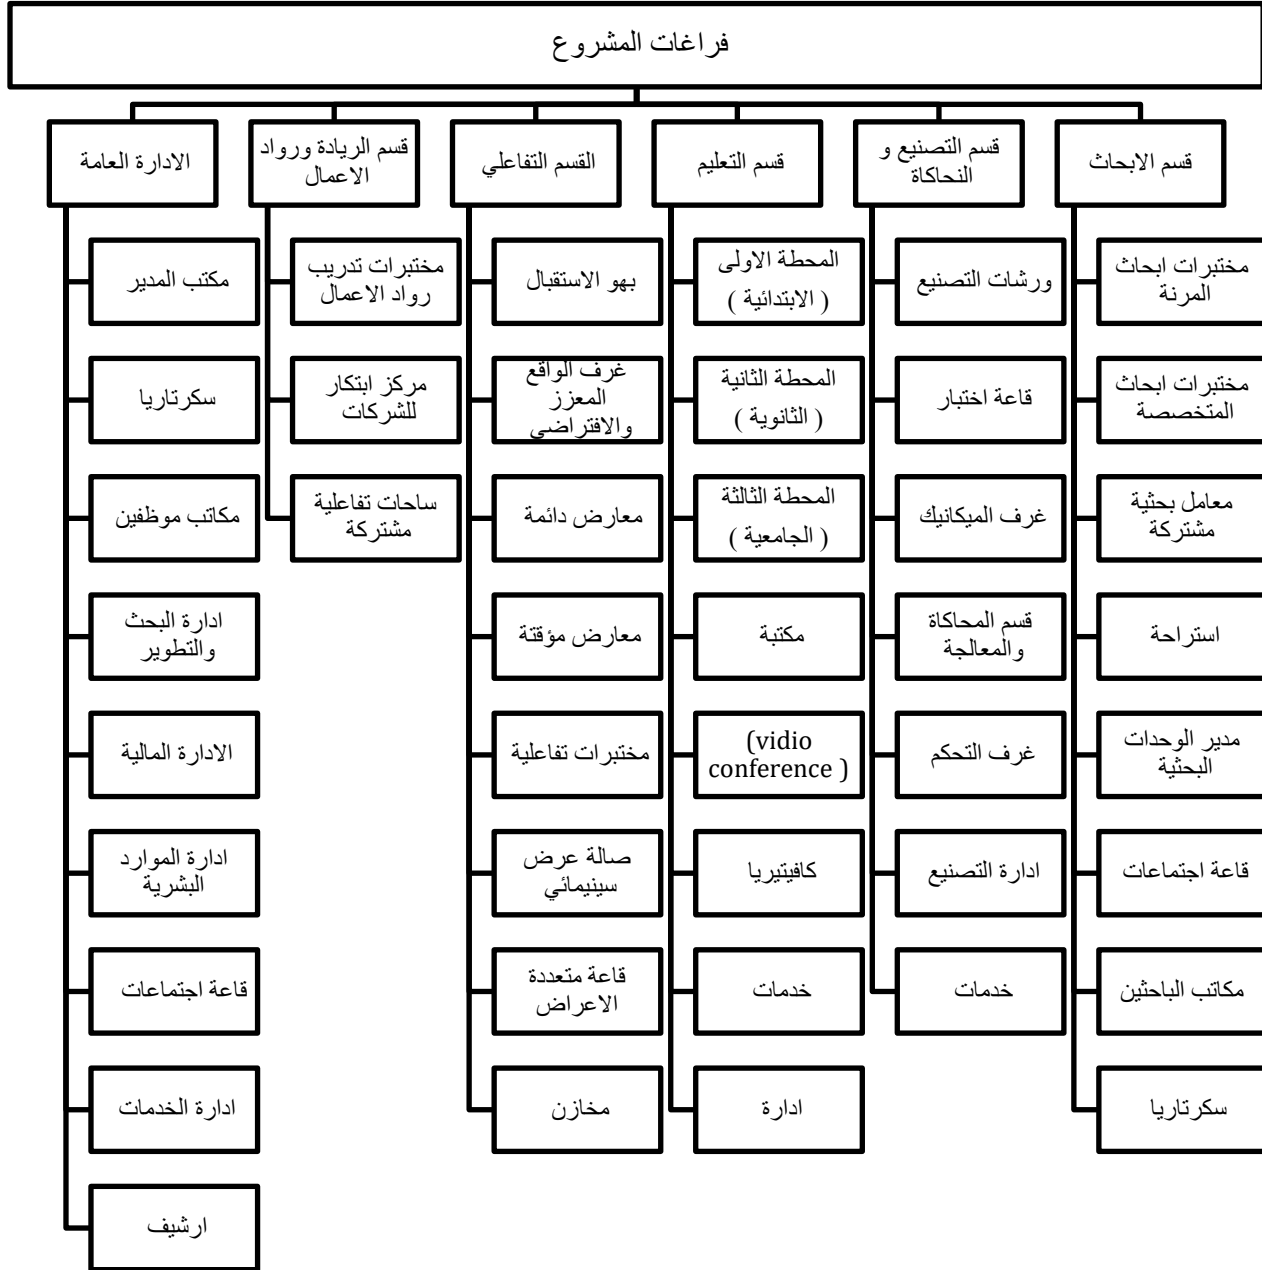 فراغات المشروع
قسم الابحاث
مختبرات ابحاث
المرنة
مختبرات ابحاث
المتخصصة
معامل بحثية
مشتركة
استراحة
مدير الوحدات
البحثية
قاعة اجتماعات
مكاتب الباحثين
سكرتاريا
قسم التصنيع و
النحاكاة
ورشات التصنيع
قاعة اختبار
غرف الميكانيك
قسم المحاكاة
والمعالجة
غرف التحكم
ادارة التصنيع
خدمات
قسم التعليم
المحطة الاولى
( الابتدائية )
المحطة الثانية
( الثانوية )
المحطة الثالثة
( الجامعية )
مكتبة
(vidio
conference )
كافيتيريا
خدمات
ادارة
القسم التفاعلي
بهو الاستقبال
غرف الواقع
المعزز
والافتراضي
معارض دائمة
معارض مؤقتة
مختبرات تفاعلية
صالة عرض
سينيمائي
قاعة متعددة
الاعراض
مخازن
قسم الريادة ورواد
الاعمال
مختبرات تدريب
رواد الاعمال
مركز ابتكار
للشركات
ساحات تفاعلية
مشتركة
الادارة العامة
مكتب المدير
سكرتاريا
مكاتب موظفين
ادارة البحث
والتطوير
الادارة المالية
ادارة الموارد
البشرية
قاعة اجتماعات
ادارة الخدمات
ارشيف